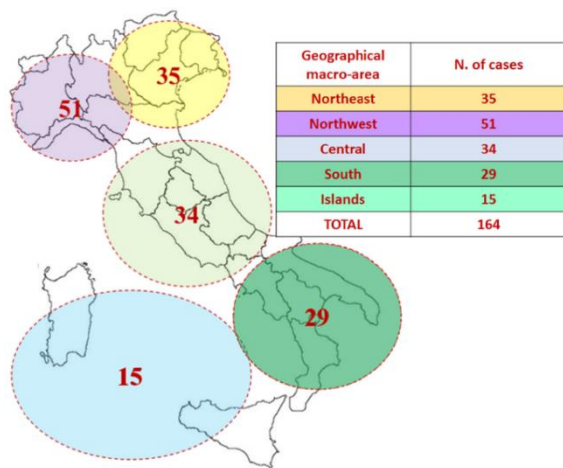 35
51
34
29
15
Geographical macro-area N. of cases
Northeast 35
Northwest 51
Central 34
South 29
Islands 15
TOTAL 164